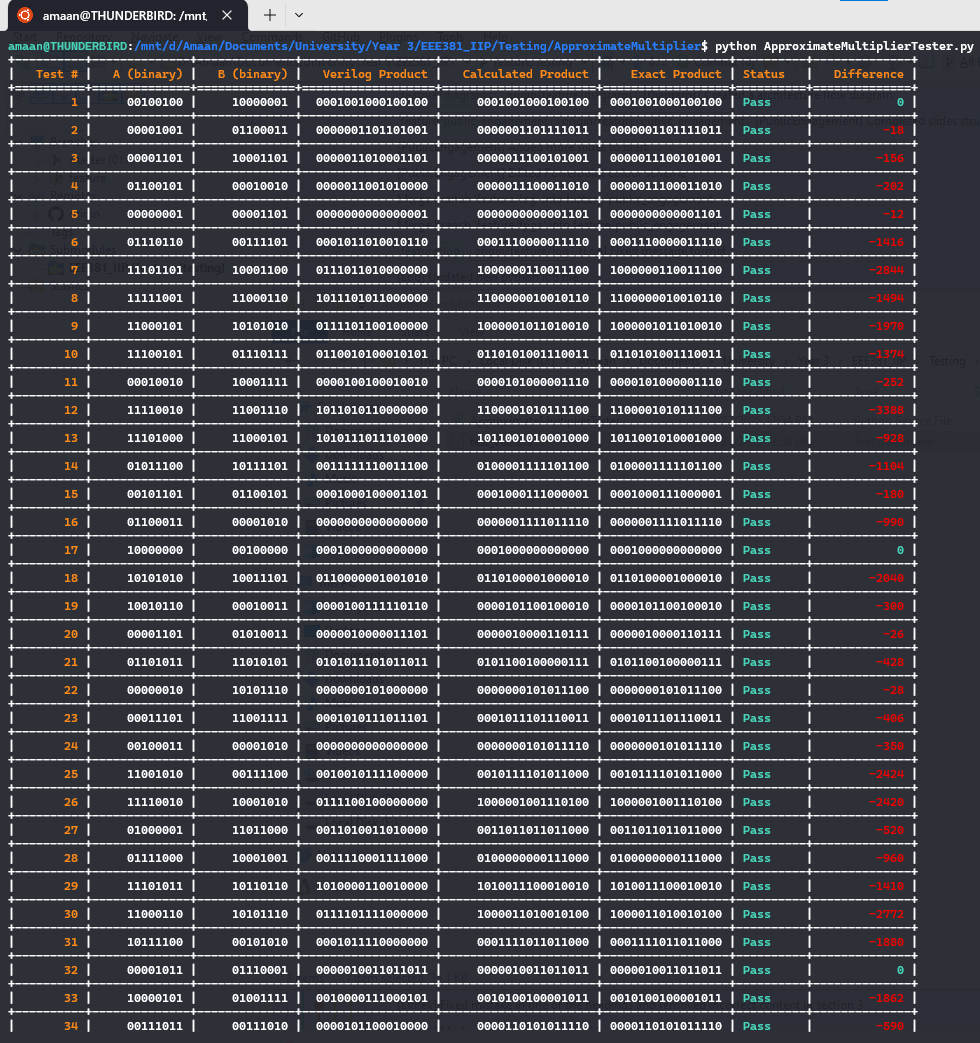 amaan@THUNDERBIRD: /mnt,
amaan@THUNDERBIRD:/mnt/d/Amaan/Documents/University/Year 3/EEE381_IIP/Testing/ApproximateMultiplier$ python ApproximateMultiplierTester.py
Test # | A (binary) | B (binary) | Verilog Product | Calculated Product | Exact Product | Status | Difference
1 | 00100100 | 10000001 | 0001001000100100 | 0001001000100100 | 0001001000100100 | Pass | 0
2 | 00001001 | 01100011 | 0000001101101001 | 0000001101111011 | 0000001101111011 | Pass | -18
3 | 00001101 | 10001101 | 0000011010001101 | 0000011100101001 | 0000011100101001 | Pass | -156
4 | 01100101 | 00010010 | 0000011001010000 | 0000011100011010 | 0000011100011010 | Pass | -202
5 | 00000001 | 00001101 | 0000000000000001 | 0000000000001101 | 0000000000001101 | Pass | -12
6 | 01110110 | 00111101 | 0001011010010110 | 0001110000011110 | 0001110000011110 | Pass | -1416
7 | 11101101 | 10001100 | 0111011010000000 | 1000000110011100 | 1000000110011100 | Pass | -2844
8 | 11111001 | 11000110 | 1011101011000000 | 1100000010010110 | 1100000010010110 | Pass | -1494
9 | 11000101 | 10101010 | 0111101100100000 | 1000001011010010 | 1000001011010010 | Pass | -1970
10 | 11100101 | 01110111 | 0110010100010101 | 0110101001110011 | 0110101001110011 | Pass | -1374
11 | 00010010 | 10001111 | 0000100100010010 | 0000101000001110 | 0000101000001110 | Pass | -252
12 | 11110010 | 11001110 | 1011010110000000 | 1100001010111100 | 1100001010111100 | Pass | -3388
13 | 11101000 | 11000101 | 1010111011101000 | 1011001010001000 | 1011001010001000 | Pass | -928
14 | 01011100 | 10111101 | 0011111110011100 | 0100001111101100 | 0100001111101100 | Pass | -1104
15 | 00101101 | 01100101 | 0001000100001101 | 0001000111000001 | 0001000111000001 | Pass | -180
16 | 01100011 | 00001010 | 0000000000000000 | 0000001111011110 | 0000001111011110 | Pass | -990
17 | 10000000 | 00100000 | 0001000000000000 | 0001000000000000 | 0001000000000000 | Pass | 0
18 | 10101010 | 10011101 | 0110000001001010 | 0110100001000010 | 0110100001000010 | Pass | -2040
19 | 10010110 | 00010011 | 0000100111110110 | 0000101100100010 | 0000101100100010 | Pass | -300
20 | 00001101 | 01010011 | 0000010000011101 | 0000010000110111 | 0000010000110111 | Pass | -26
21 | 01101011 | 11010101 | 0101011101011011 | 0101100100000111 | 0101100100000111 | Pass | -428
22 | 00000010 | 10101110 | 0000000101000000 | 0000000101011100 | 0000000101011100 | Pass | -28
23 | 00011101 | 11001111 | 0001010111011101 | 0001011101110011 | 0001011101110011 | Pass | -406
24 | 00100011 | 00001010 | 0000000000000000 | 0000000101011110 | 0000000101011110 | Pass | -350
25 | 11001010 | 00111100 | 0010010111100000 | 0010111101011000 | 0010111101011000 | Pass | -2424
26 | 11110010 | 10001010 | 0111100100000000 | 1000001001110100 | 1000001001110100 | Pass | -2420
27 | 01000001 | 11011000 | 0011010011010000 | 0011011011011000 | 0011011011011000 | Pass | -520
28 | 01111000 | 10001001 | 0011110001111000 | 0100000000111000 | 0100000000111000 | Pass | -960
29 | 11101011 | 10110110 | 1010000110010000 | 1010011100010010 | 1010011100010010 | Pass | -1410
30 | 11000110 | 10101110 | 0111101111000000 | 1000011010010100 | 1000011010010100 | Pass | -2772
31 | 10111100 | 00101010 | 0001011110000000 | 0001111011011000 | 0001111011011000 | Pass | -1880
32 | 00001011 | 01110001 | 0000010011011011 | 0000010011011011 | 0000010011011011 | Pass | 0
33 | 10000101 | 01001111 | 0010000111000101 | 0010100100001011 | 0010100100001011 | Pass | -1862
34 | 00111011 | 00111010 | 0000101100010000 | 0000110101011110 | 0000110101011110 | Pass | -590